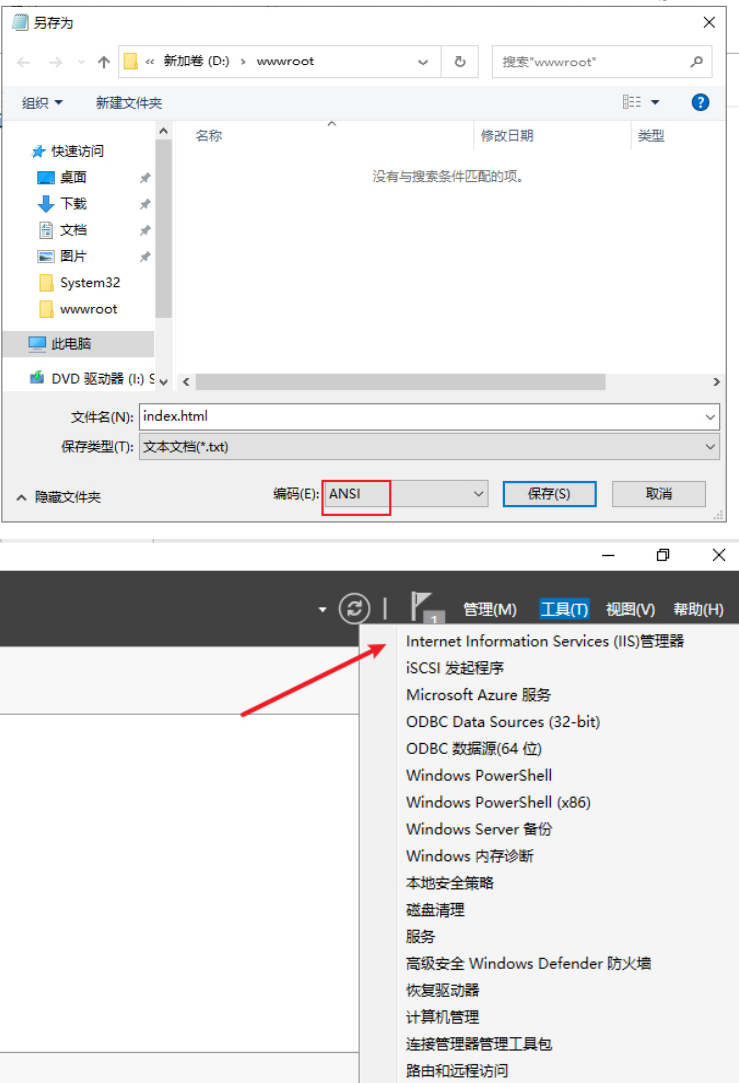 另存为
« 新加卷 (D:) › wwwroot
搜索"wwwroot"
组织 新建文件夹
名称 修改日期 类型
没有与搜索条件匹配的项。
快速访问
桌面
下载
文档
图片
System32
wwwroot
此电脑
DVD 驱动器 (I:) S
文件名(N): index.html
保存类型(T): 文本文档(*.txt)
隐藏文件夹 编码(E): ANSI 保存(S) 取消
1 管理(M) 工具(T) 视图(V) 帮助(H)
Internet Information Services (IIS)管理器
iSCSI 发起程序
Microsoft Azure 服务
ODBC Data Sources (32-bit)
ODBC 数据源(64 位)
Windows PowerShell
Windows PowerShell (x86)
Windows Server 备份
Windows 内存诊断
本地安全策略
磁盘清理
服务
高级安全 Windows Defender 防火墙
恢复驱动器
计算机管理
连接管理器管理工具包
路由和远程访问